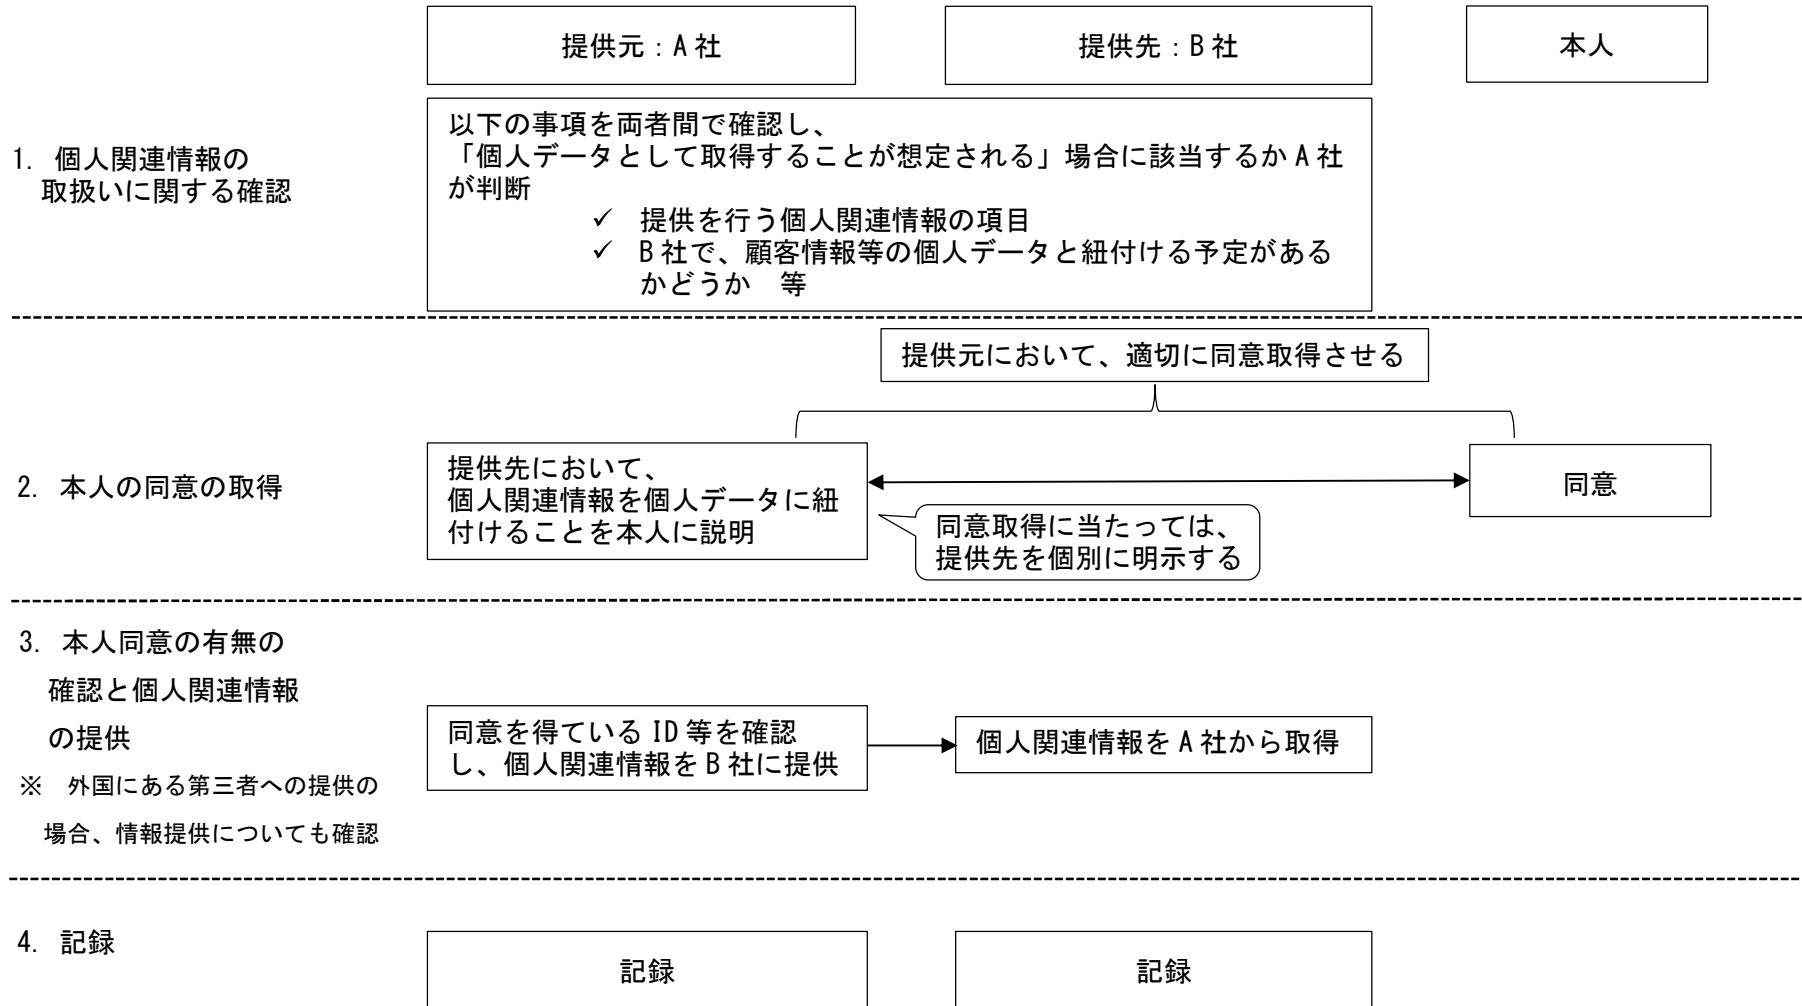 提供元：A社
提供先：B社
本人
1. 個人関連情報の
取扱いに関する確認
以下の事項を両者間で確認し、
「個人データとして取得することが想定される」場合に該当するかA社
が判断
✓ 提供を行う個人関連情報の項目
✓ B社で、顧客情報等の個人データと紐付ける予定がある
かどうか　等
提供元において、適切に同意取得させる
2. 本人の同意の取得
提供先において、
個人関連情報を個人データに紐
付けることを本人に説明
同意
同意取得に当たっては、
提供先を個別に明示する
3. 本人同意の有無の
確認と個人関連情報
の提供
※　外国にある第三者への提供の
場合、情報提供についても確認
同意を得ているID等を確認
し、個人関連情報をB社に提供
個人関連情報をA社から取得
4. 記録
記録
記録